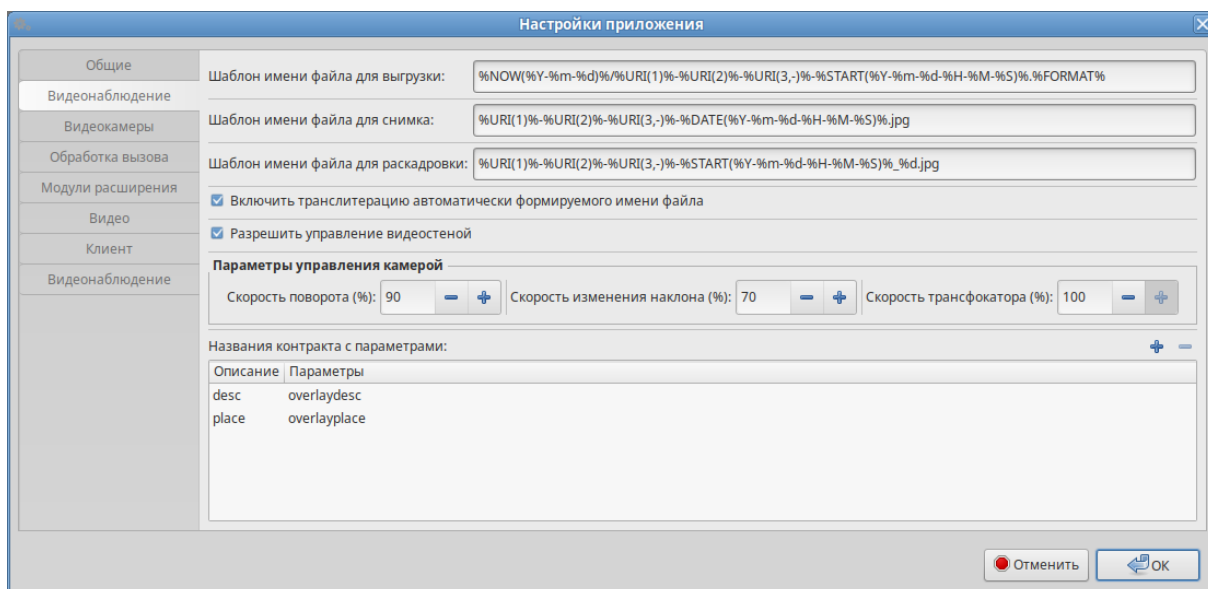 Настройки приложения
Общие
Видеонаблюдение
Видеокамеры
Обработка вызова
Модули расширения
Видео
Клиент
Видеонаблюдение
Шаблон имени файла для выгрузки: %NOW(%Y-%m-%d)%/%URI(1)%-%URI(2)%-%URI(3,-)%-%START(%Y-%m-%d-%H-%M-%S)%.%FORMAT%
Шаблон имени файла для снимка: %URI(1)%-%URI(2)%-%URI(3,-)%-%DATE(%Y-%m-%d-%H-%M-%S)%.jpg
Шаблон имени файла для раскадровки: %URI(1)%-%URI(2)%-%URI(3,-)%-%START(%Y-%m-%d-%H-%M-%S)%_%d.jpg
Включить транслитерацию автоматически формируемого имени файла
Разрешить управление видеостеной
Параметры управления камерой
Скорость поворота (%): 90 Скорость изменения наклона (%): 70 Скорость трансфокатора (%): 100
Названия контракта с параметрами:
Описание Параметры
desc overlaydesc
place overlayplace
Отменить ОК